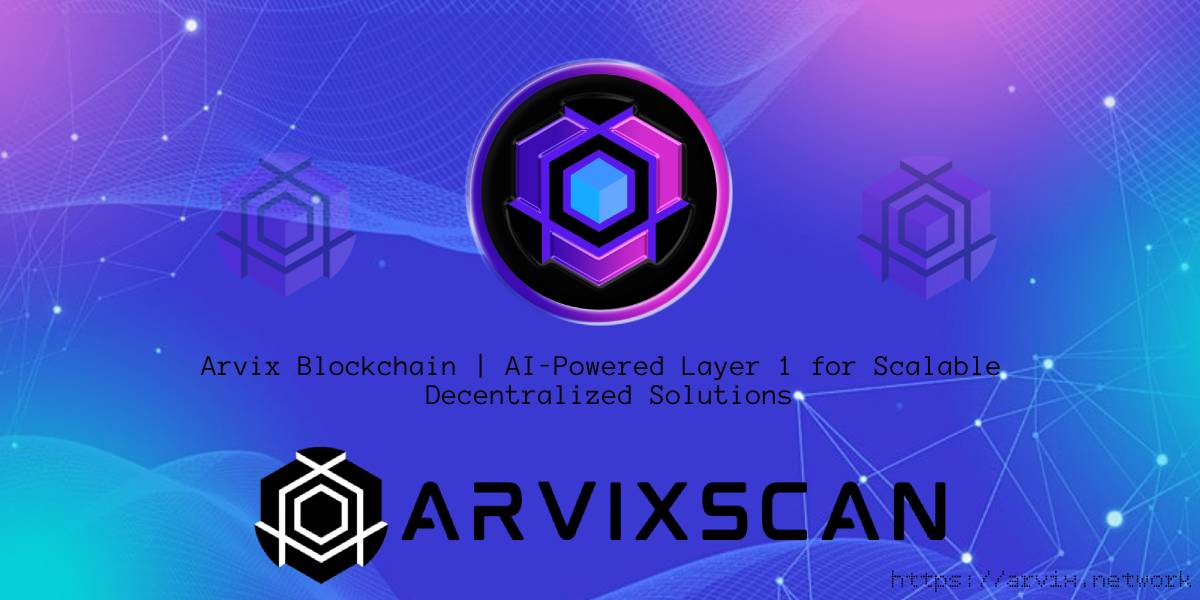 Arvix Blockchain | AI-Powered Layer 1 for Scalable
Decentralized Solutions
ARVIXSCAN
https://arvix.network